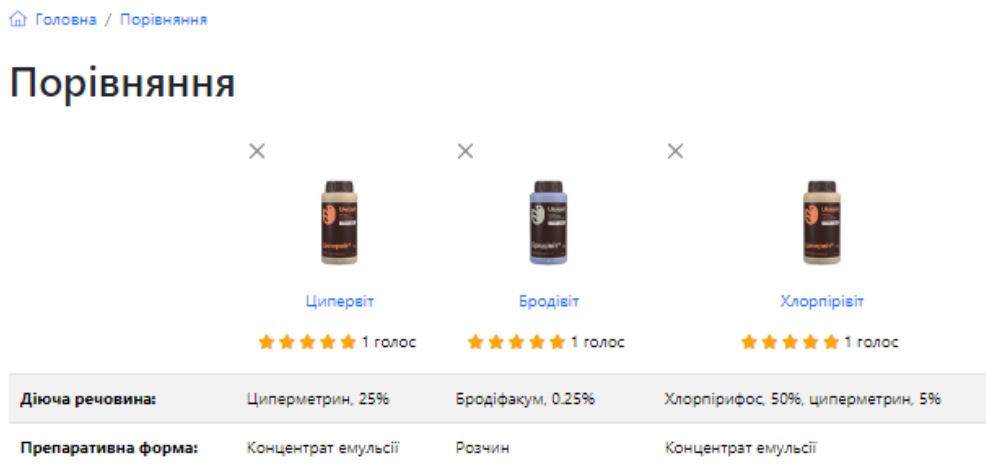 Головна / Порівняння
Порівняння
Ципервіт Бродівіт Хлорпірівіт
1 голос 1 голос 1 голос
Діюча речовина: Циперметрин, 25% Бродіфакум, 0.25% Хлорпірифос, 50%, циперметрин, 5%
Препаративна форма: Концентрат емульсії Розчин Концентрат емульсії